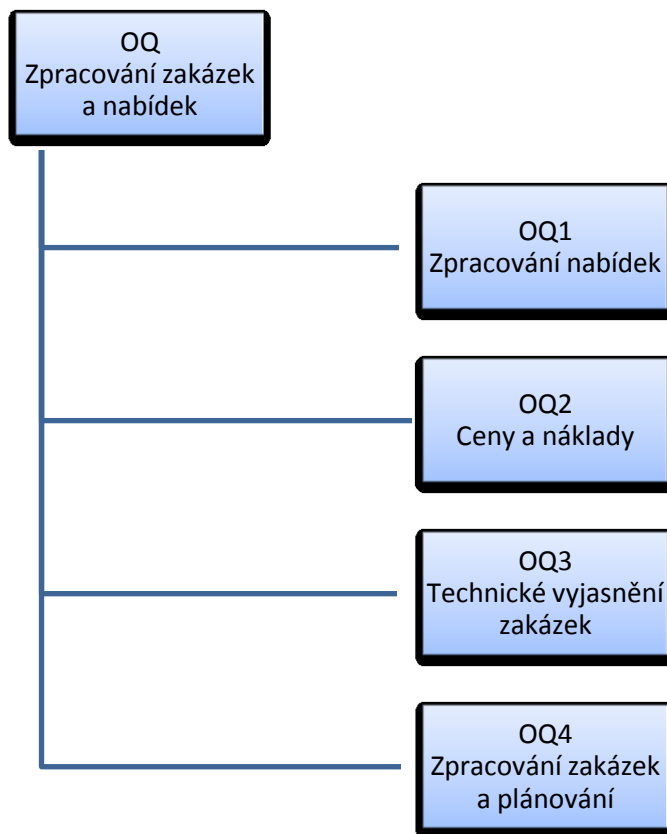 OQ
Zpracování zakázek
a nabídek
OQ1
Zpracování nabídek
OQ2
Ceny a náklady
OQ3
Technické vyjasnění
zakázek
OQ4
Zpracování zakázek
a plánování